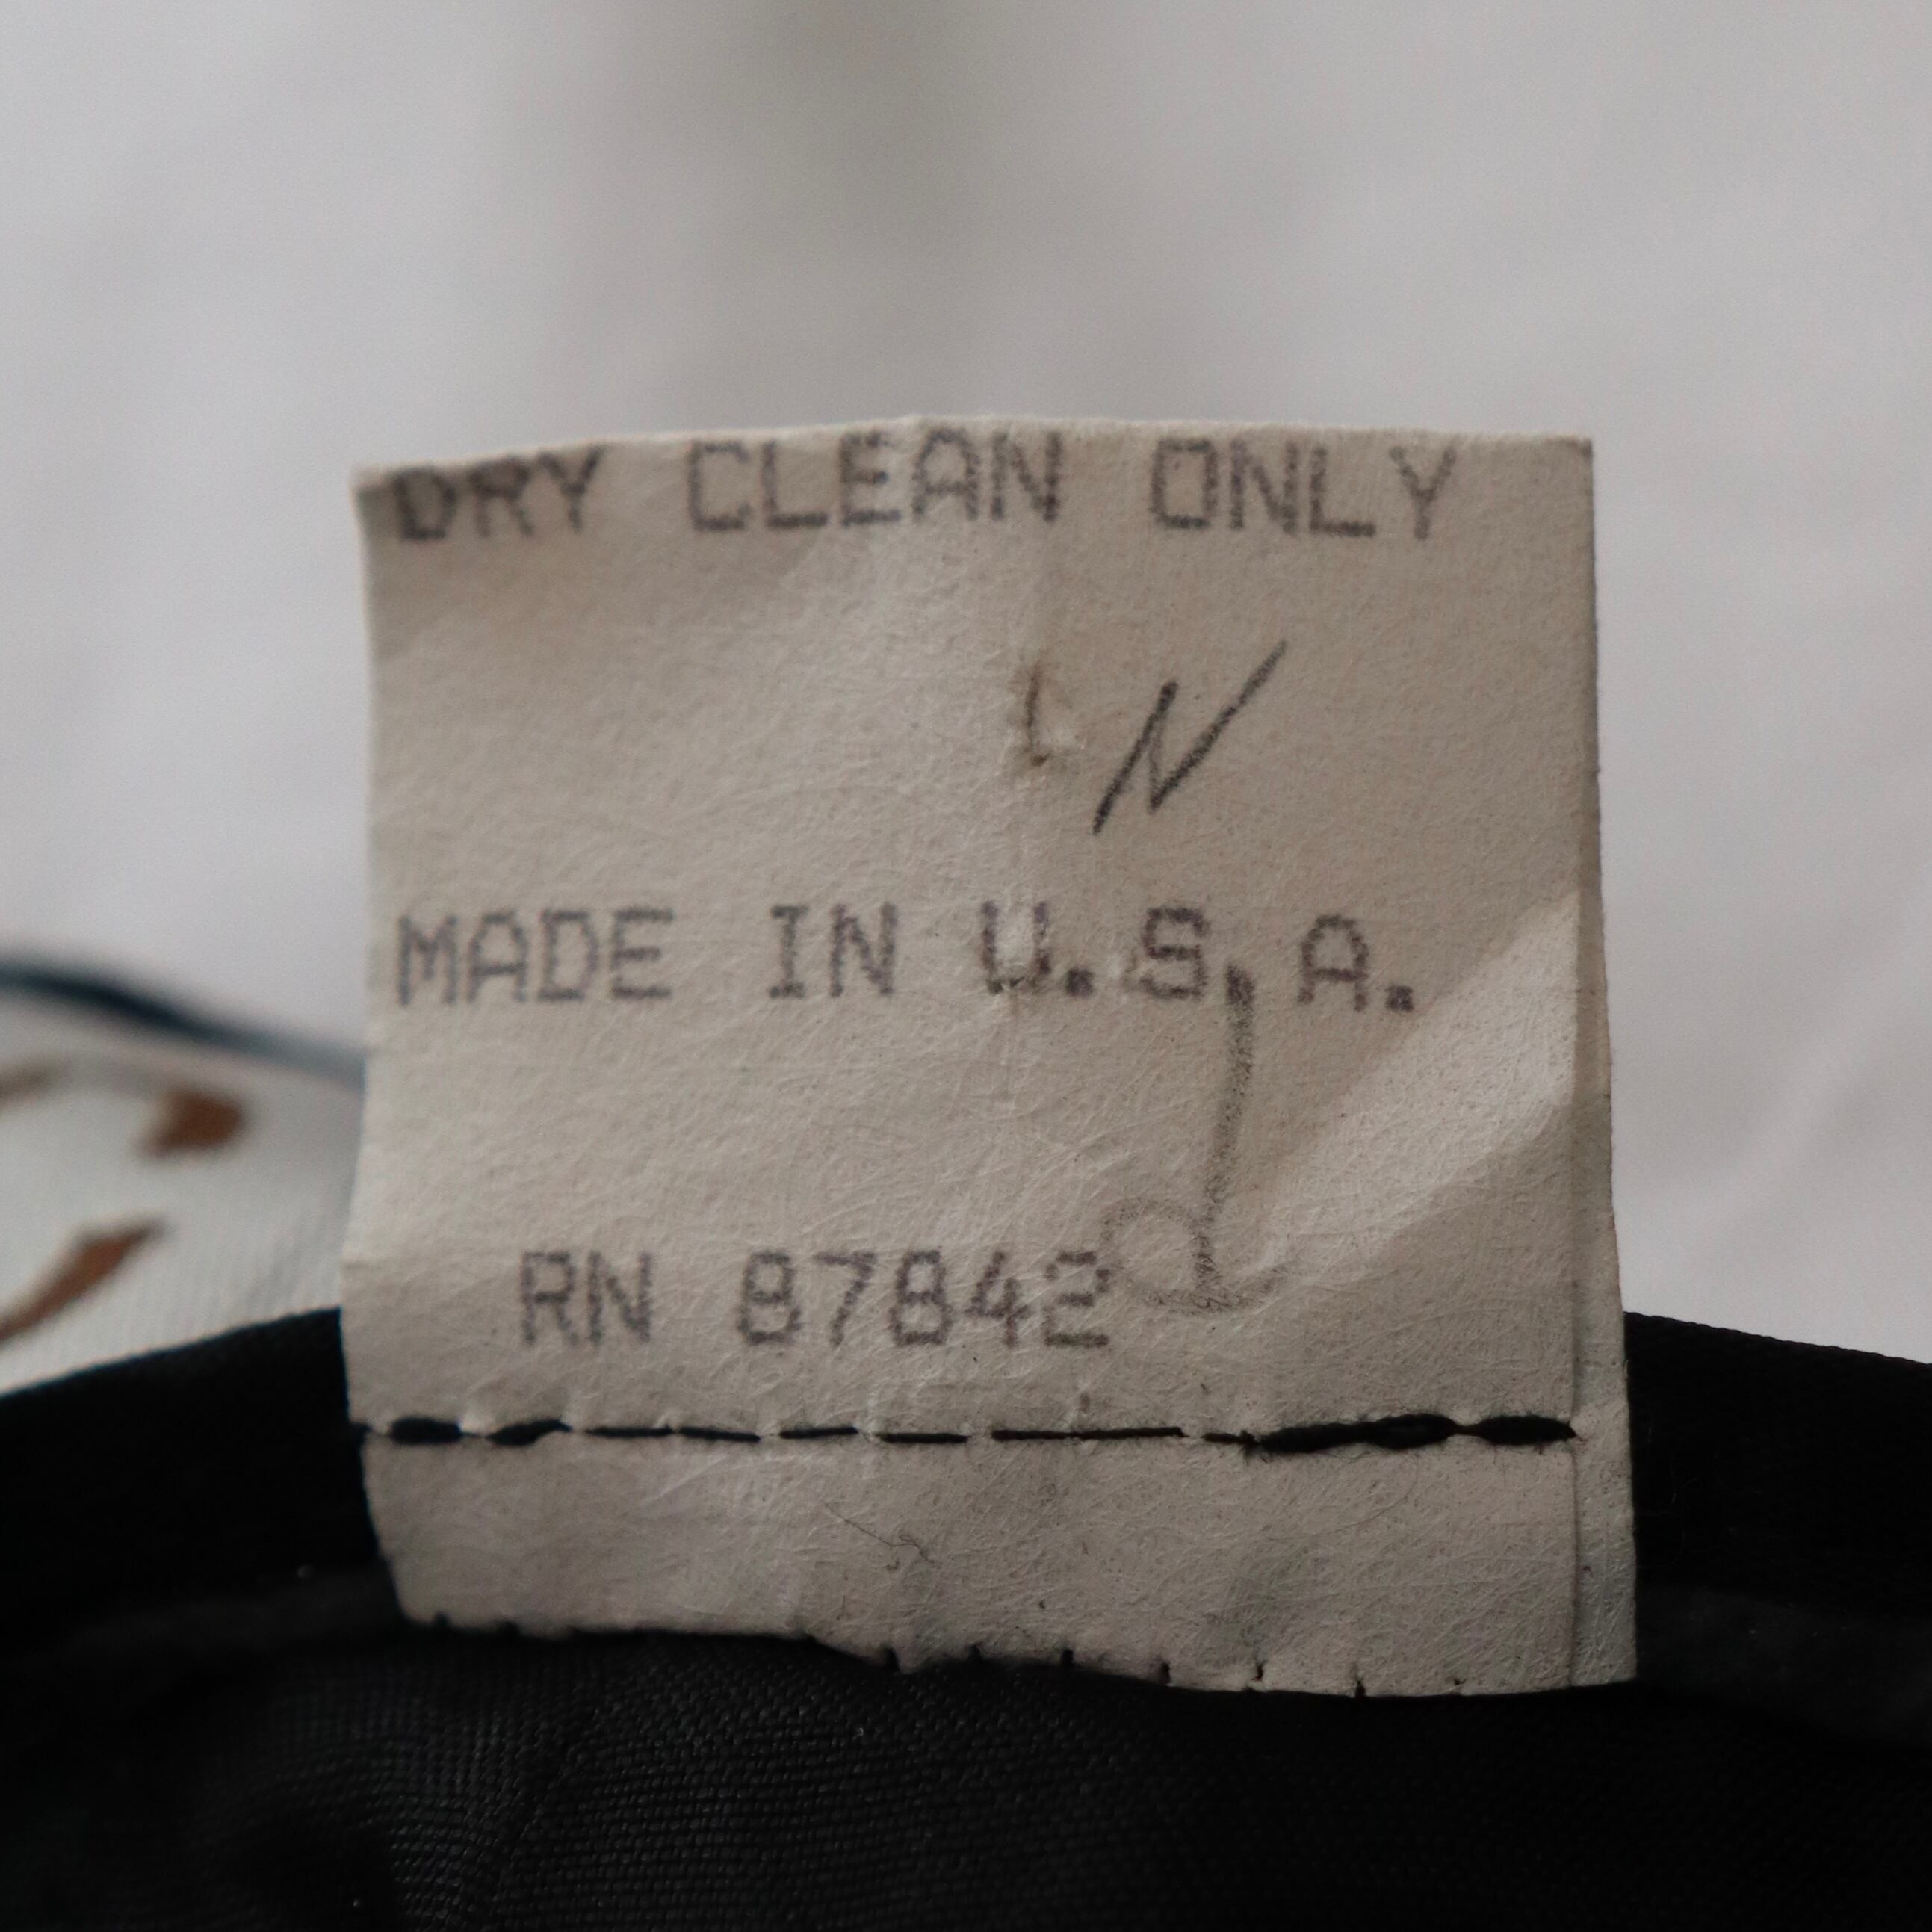 DRY CLEAN ONLY
N
MADE IN U.S.A.
RN 87842